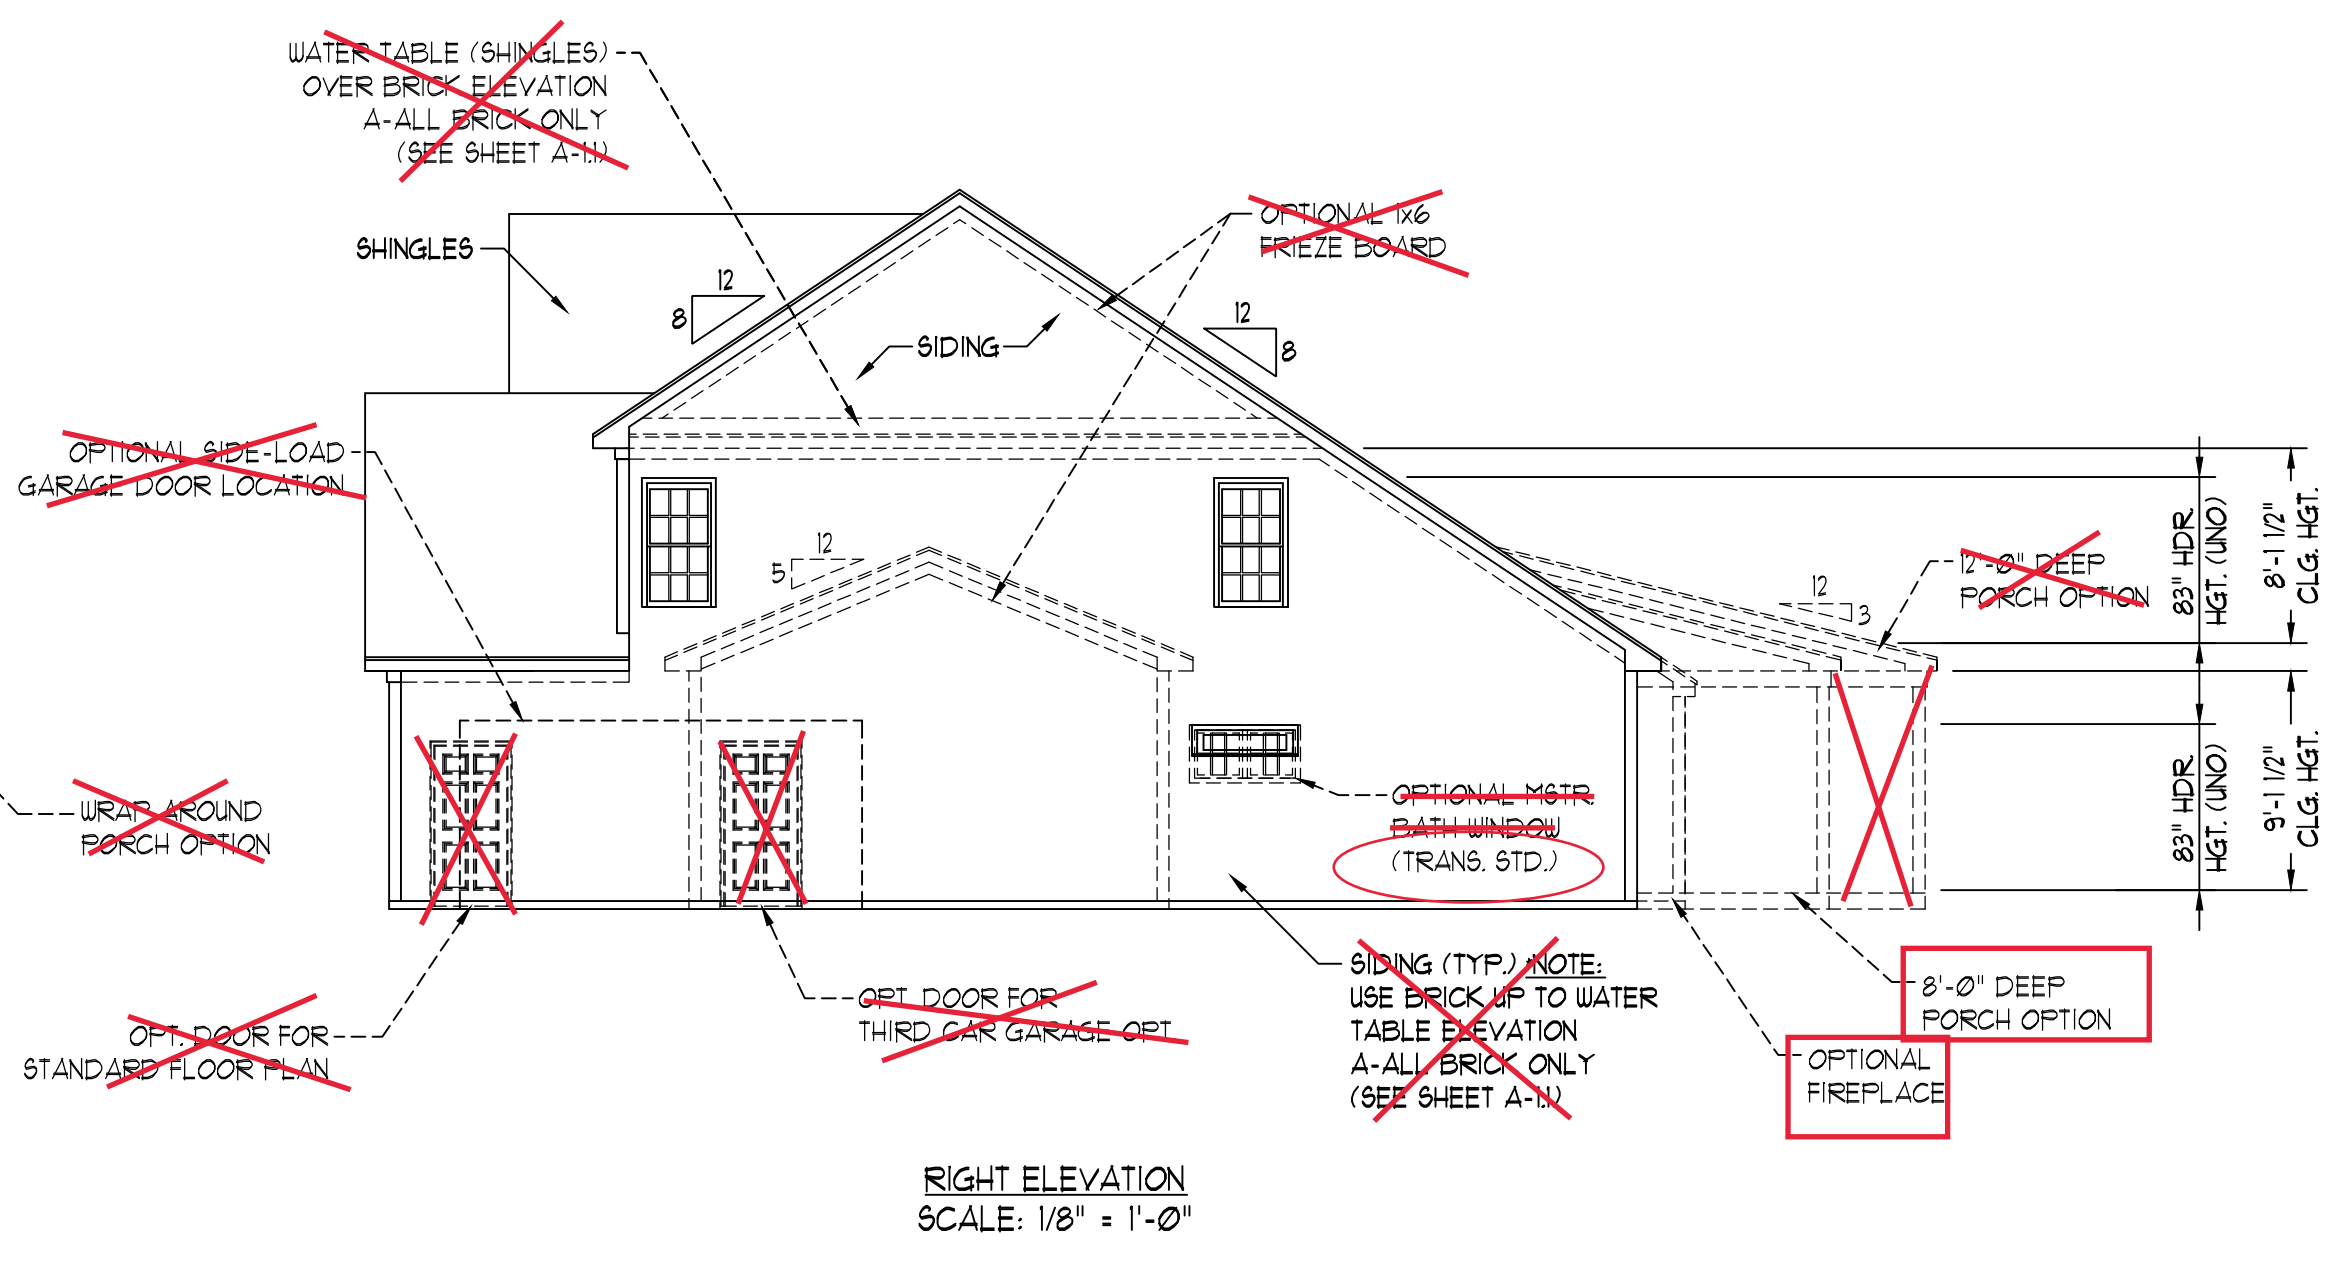 WATER TABLE (SHINGLES)
OVER BRICK ELEVATION
A-ALL BRICK ONLY
(SEE SHEET A-1.1)
OPTIONAL 1x6
FRIEZE BOARD
SHINGLES
12
8
12
8
SIDING
OPTIONAL SIDE-LOAD
GARAGE DOOR LOCATION
12
5
12'-0" DEEP
PORCH OPTION
12
3
83" HDR.
HGT. (UNO)
8'-1 1/2"
CLG. HGT.
83" HDR.
HGT. (UNO)
9'-1 1/2"
CLG. HGT.
WRAP AROUND
PORCH OPTION
OPTIONAL MSTR.
BATH WINDOW
(TRANS. STD.)
SIDING (TYP.) *NOTE:
USE BRICK UP TO WATER
TABLE ELEVATION
A-ALL BRICK ONLY
(SEE SHEET A-1.1)
8'-0" DEEP
PORCH OPTION
OPT. DOOR FOR
THIRD CAR GARAGE OPT.
OPT. DOOR FOR
STANDARD FLOOR PLAN
OPTIONAL
FIREPLACE
RIGHT ELEVATION
SCALE: 1/8" = 1'-0"